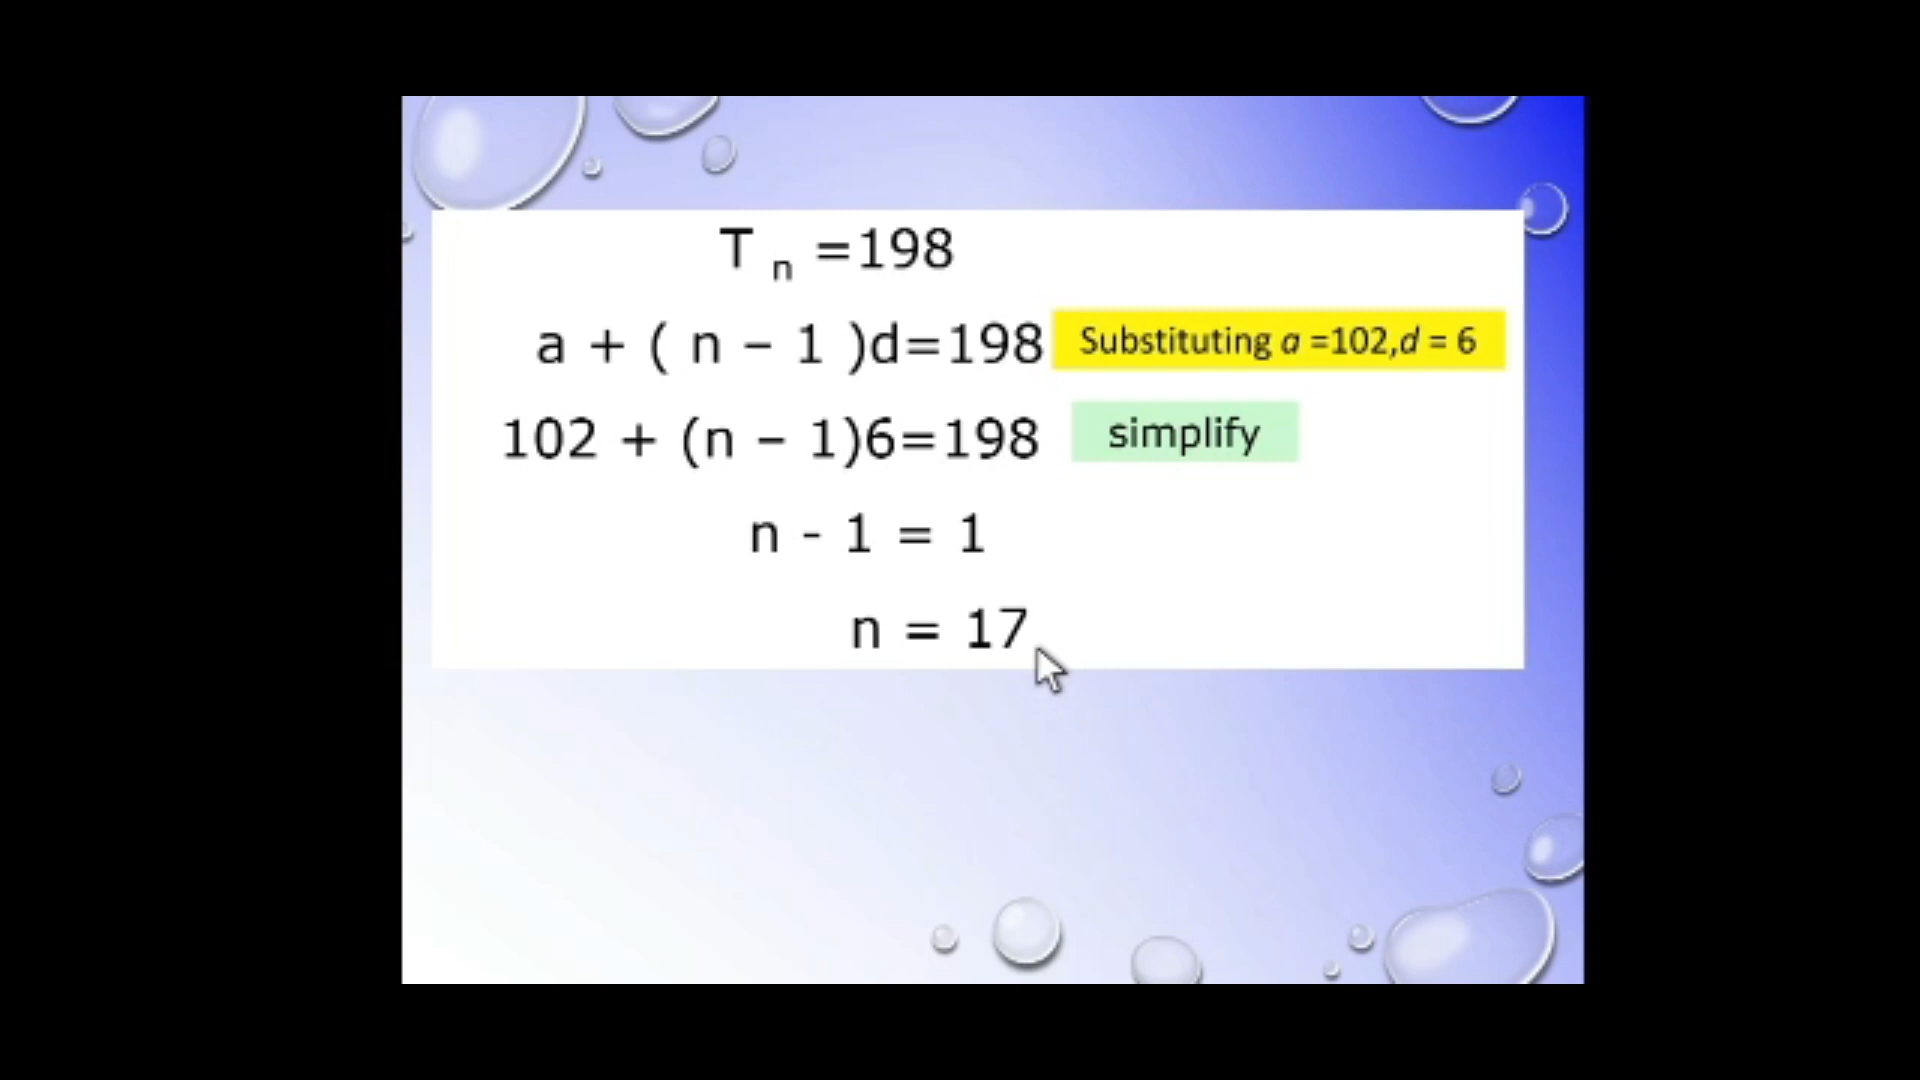 T n =198
a + ( n – 1 )d=198 Substituting a =102,d = 6
102 + (n – 1)6=198 simplify
n - 1 = 1
n = 17